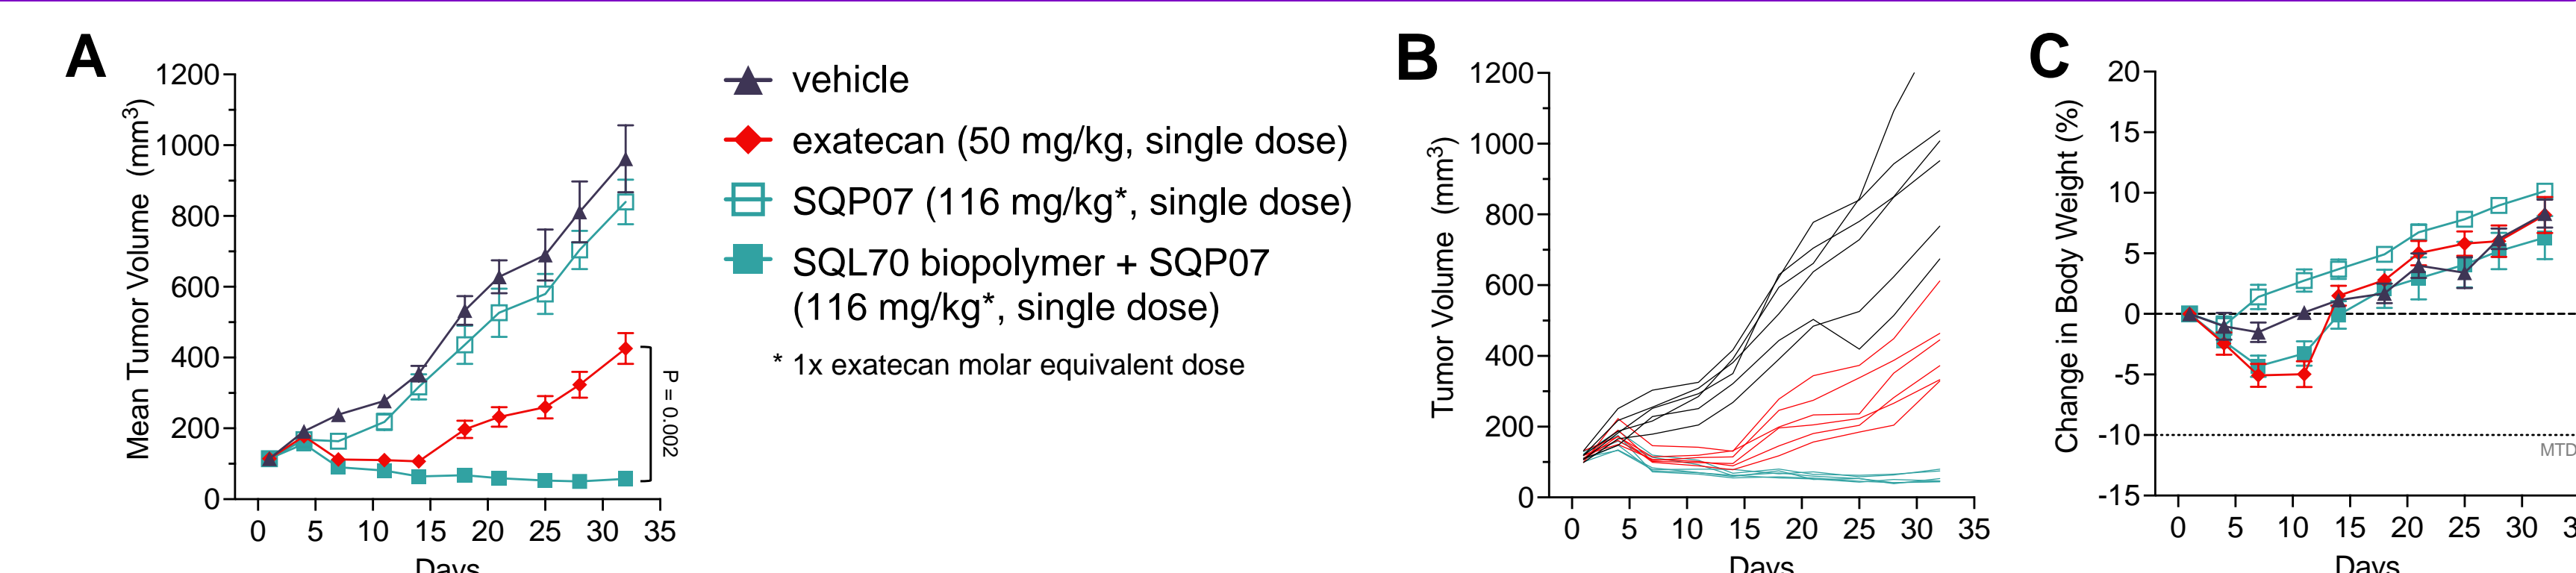 A
Mean Tumor Volume (mm³)
1200
1000
800
600
400
200
0
0 5 10 15 20 25 30 35
Days
P = 0.002
vehicle
exatecan (50 mg/kg, single dose)
SQP07 (116 mg/kg*, single dose)
SQL70 biopolymer + SQP07
(116 mg/kg*, single dose)
* 1x exatecan molar equivalent dose
B
Tumor Volume (mm³)
1200
1000
800
600
400
200
0
0 5 10 15 20 25 30 35
Days
C
Change in Body Weight (%)
20
15
10
5
0
-5
-10
-15
MTD
0 5 10 15 20 25 30 3
Days